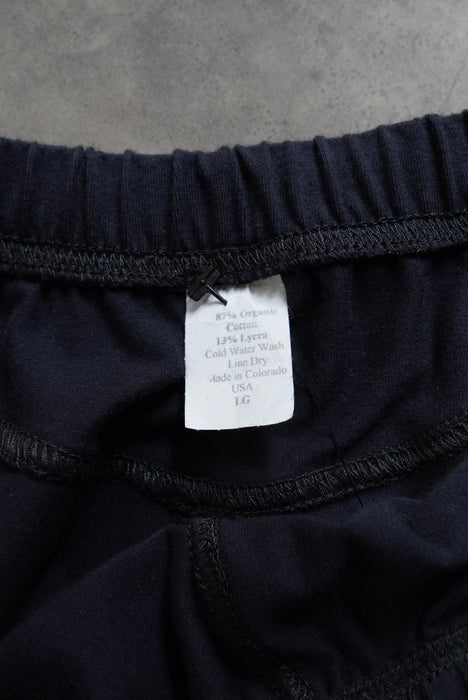 87% Organic
Cotton
13% Lycra
Cold Water Wash
Line Dry
Made in Colorado
USA
LG